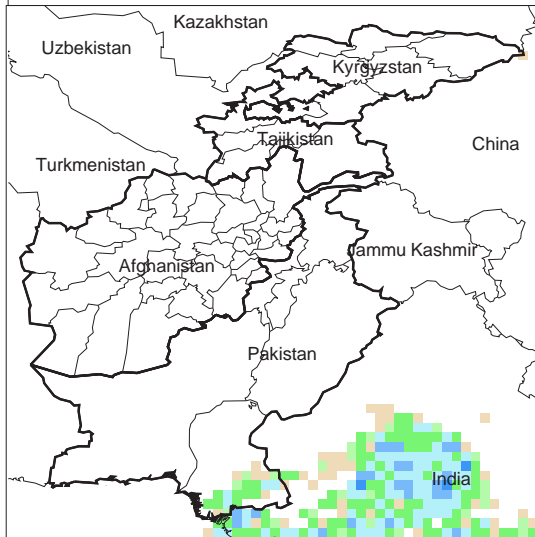 Kazakhstan
Uzbekistan
Kyrgyzstan
Tajikistan
China
Turkmenistan
Jammu Kashmir
Afghanistan
Pakistan
India